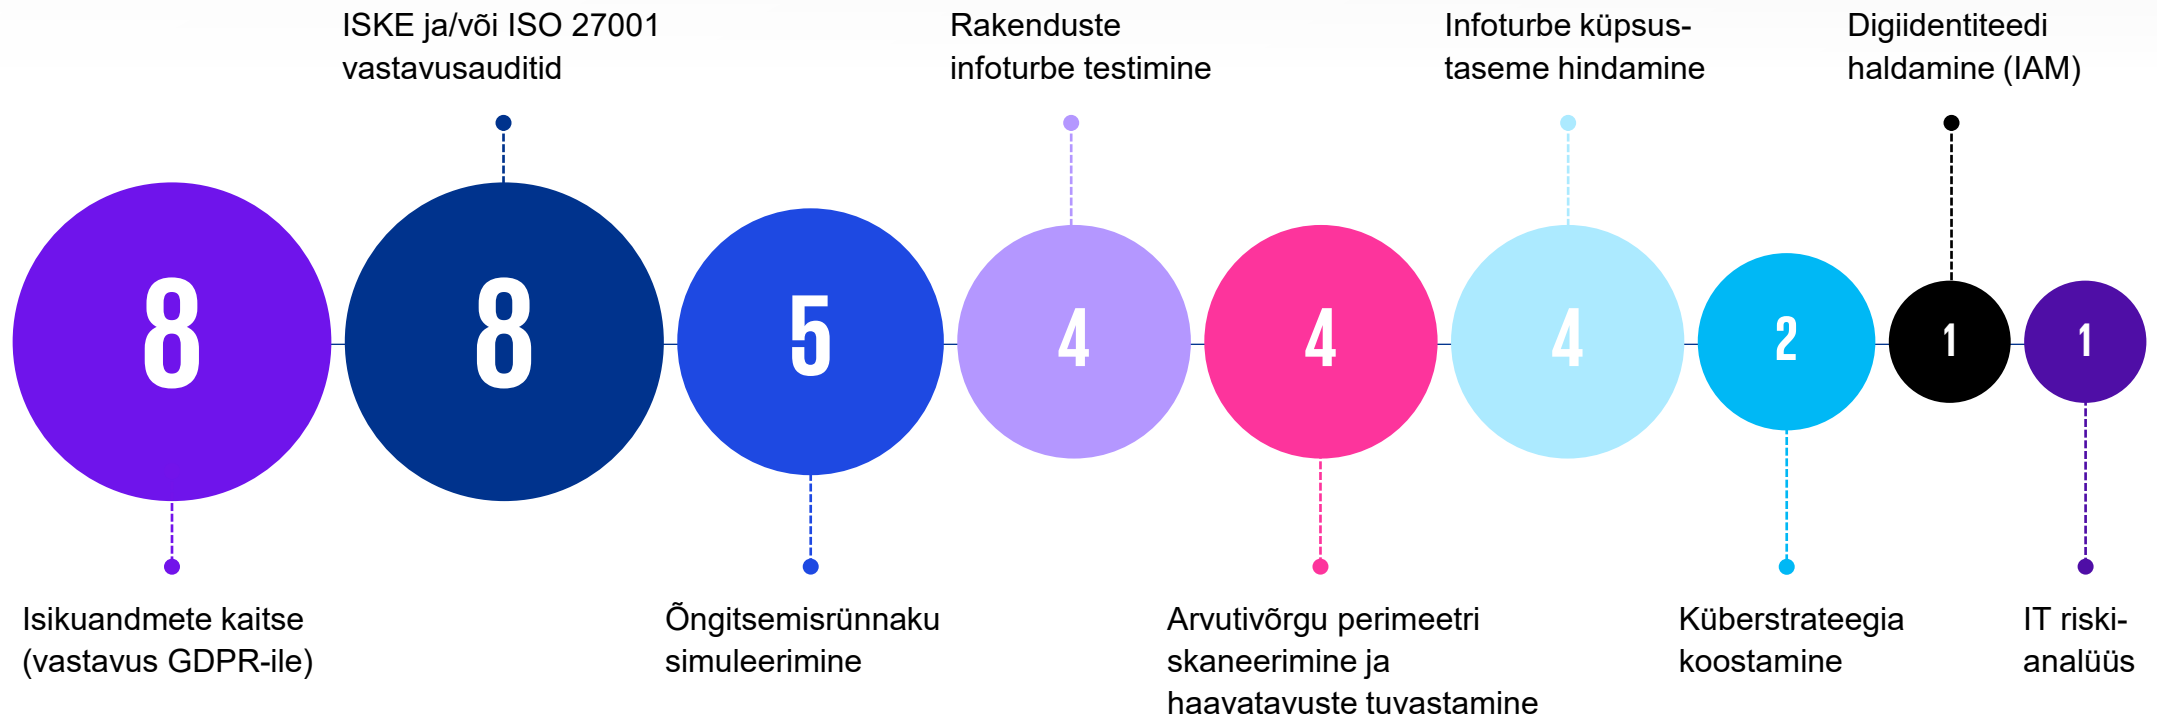 ISKE ja/või ISO 27001
vastavusauditid
Rakenduste
infoturbe testimine
Infoturbe küpsus-
taseme hindamine
Digiidentiteedi
haldamine (IAM)
8
8
5
4
4
4
2
1
1
Isikuandmete kaitse
(vastavus GDPR-ile)
Õngitsemisrünnaku
simuleerimine
Arvutivõrgu perimeetri
skaneerimine ja
haavatavuste tuvastamine
Küberstrateegia
koostamine
IT riski-
analüüs